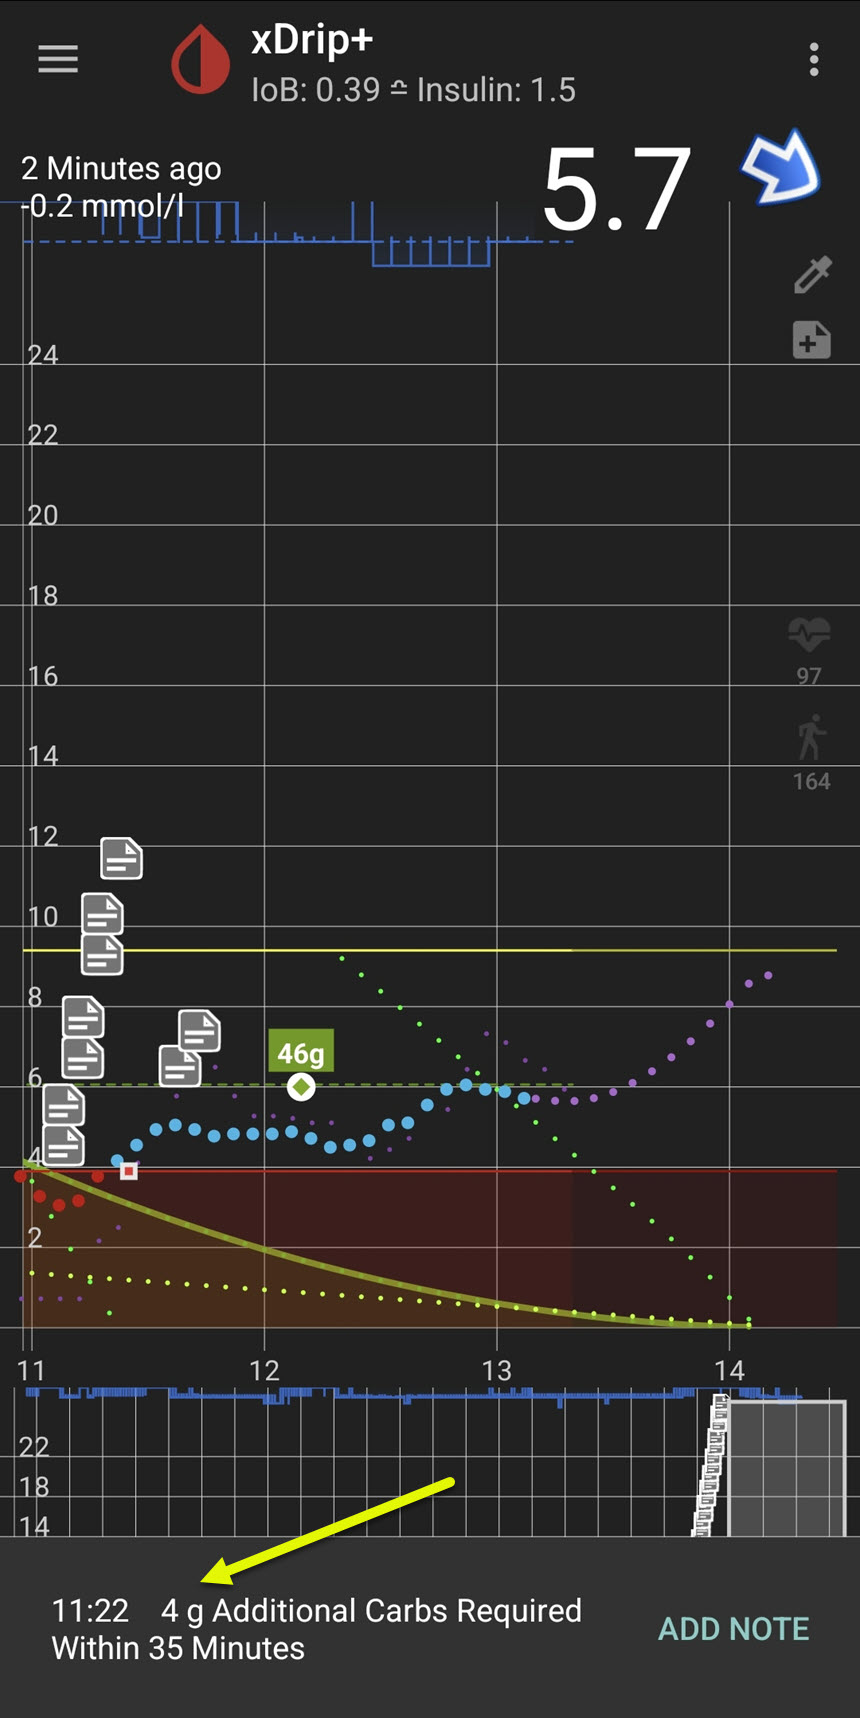 xDrip+
IoB: 0.39 ≏ Insulin: 1.5
2 Minutes ago
-0.2 mmol/l
5.7
24
22
20
18
16
97
14
164
12
10
8
46g
6
4
2
11 12 13 14
22
18
14
11:22 4 g Additional Carbs Required
Within 35 Minutes
ADD NOTE